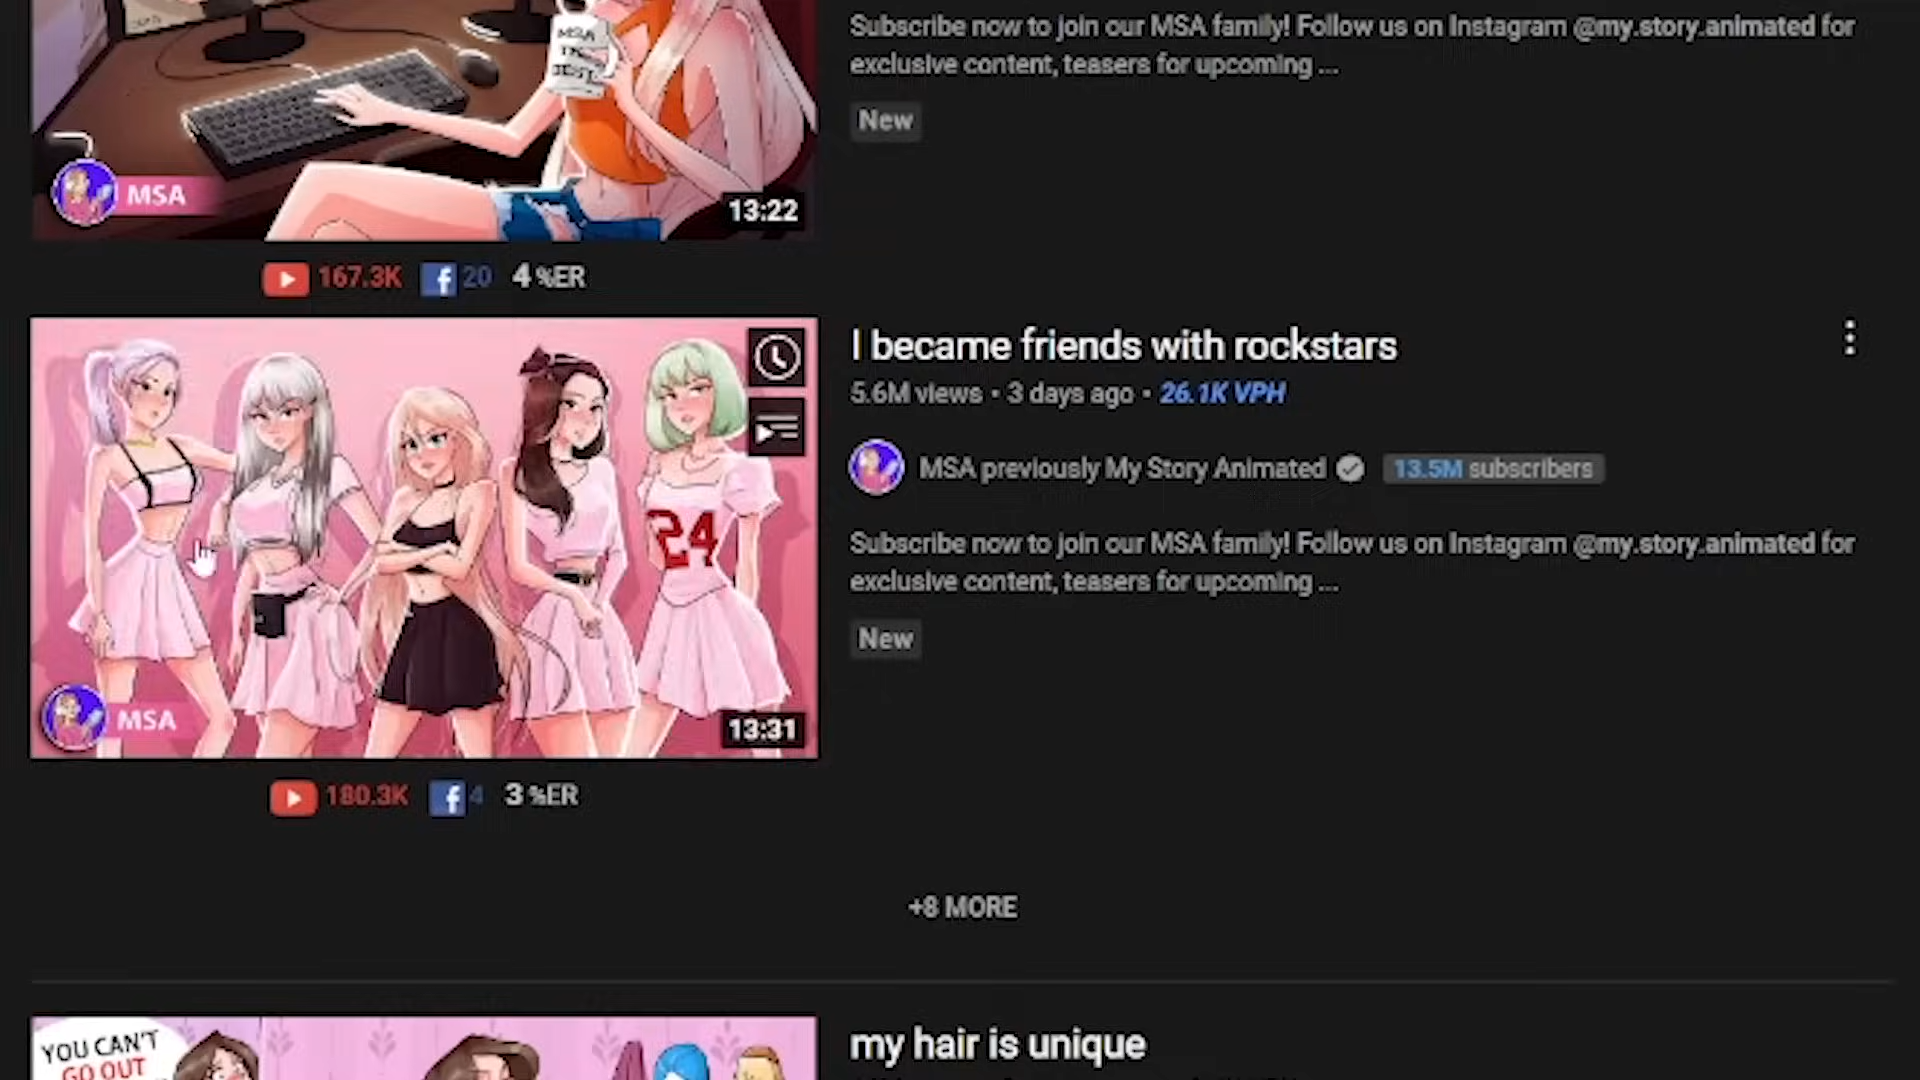 Subscribe now to join our MSA family! Follow us on Instagram @my.story.animated for
exclusive content, teasers for upcoming ...
New
MSA
THE
BEST
MSA
13:22
167.3K 20 4 %ER
I became friends with rockstars
5.6M views • 3 days ago • 26.1K VPH
MSA previously My Story Animated 13.5M subscribers
Subscribe now to join our MSA family! Follow us on Instagram @my.story.animated for
exclusive content, teasers for upcoming ...
New
24
MSA
13:31
180.3K 4 3 %ER
+8 MORE
YOU CAN'T
GO OUT
my hair is unique